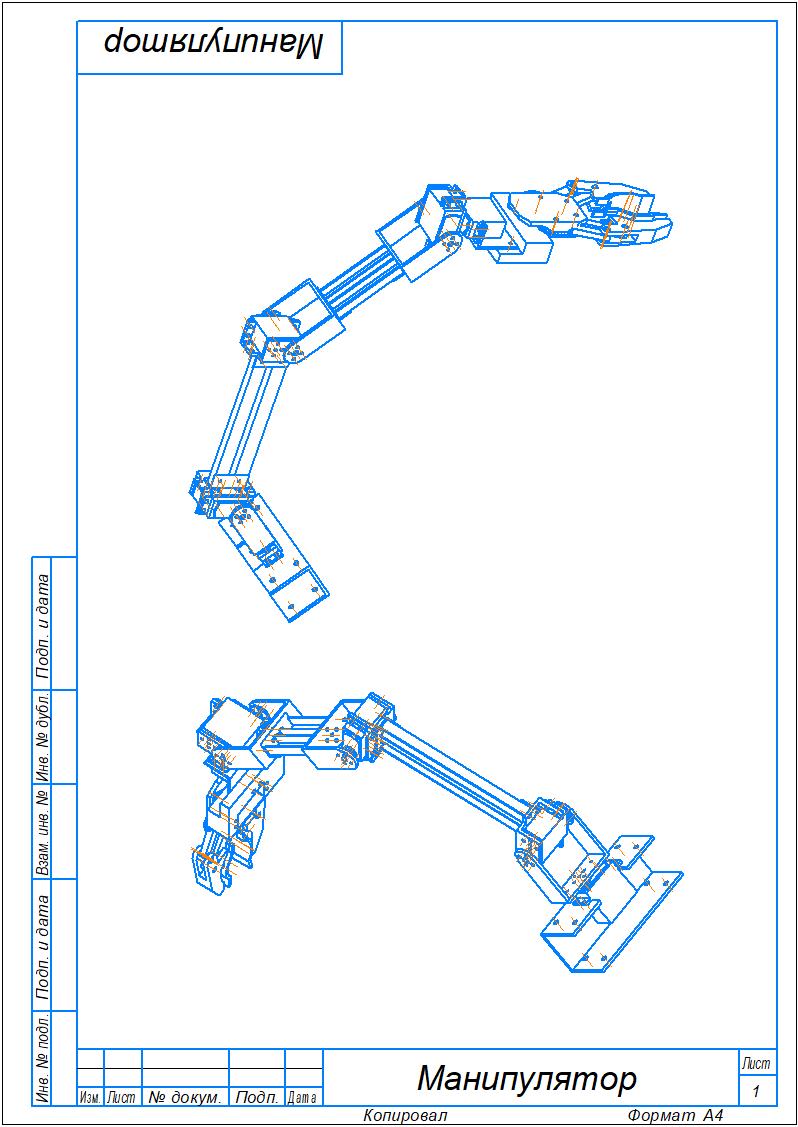 Манипулятор
Подп. и дата
Инв. № дубл.
Взам. инв. №
Подп. и дата
Инв. № подл.
Изм. Лист № докум. Подп. Дата
Манипулятор
Лист
1
Копировал Формат А4